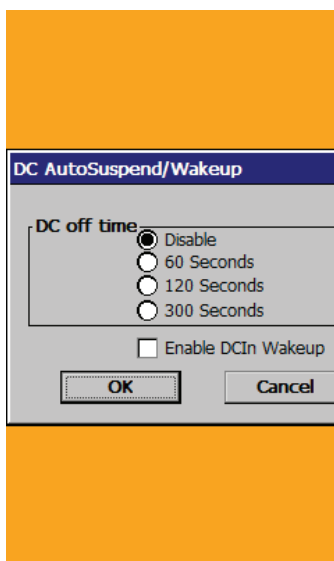 DC AutoSuspend/Wakeup
DC off time
Disable
60 Seconds
120 Seconds
300 Seconds
Enable DCIn Wakeup
OK
Cancel